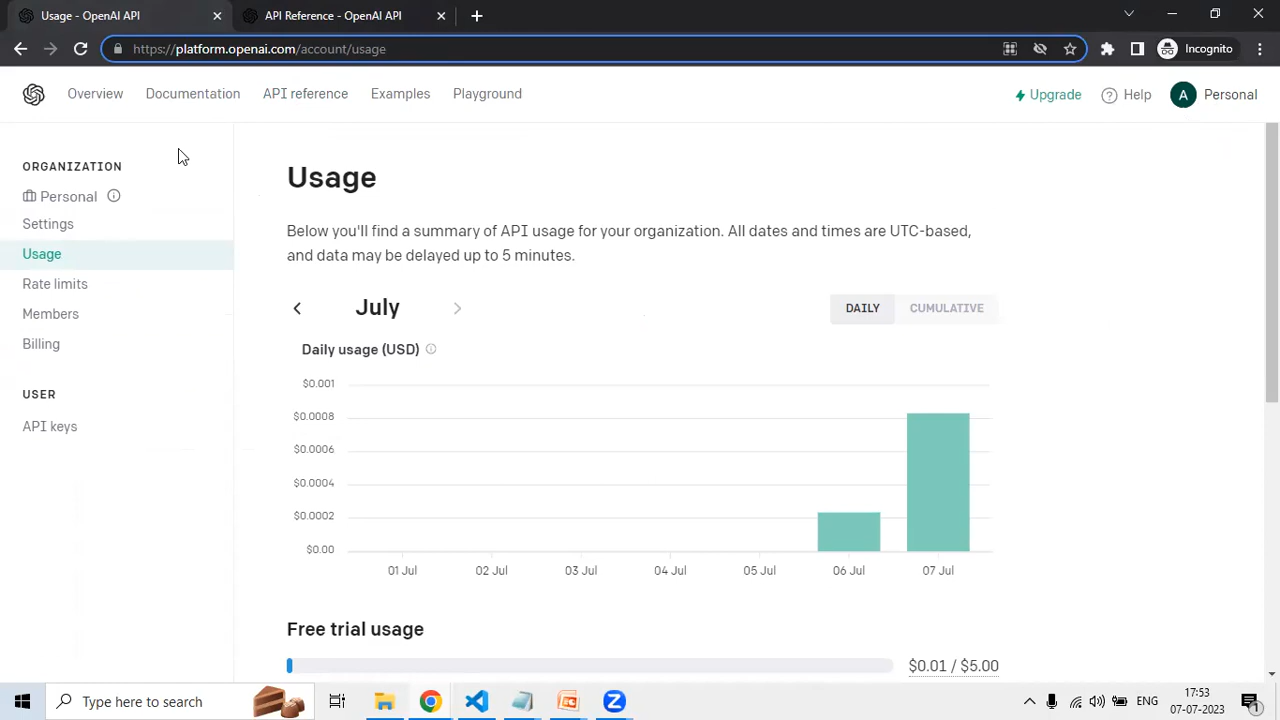 Usage - OpenAI API
OpenAI API
https://platform.openai.com/account/usage
Incognito
Overview
Documentation
API reference
Examples
Playground
Upgrade
Help
A
Personal
ORGANIZATION
Personal
Settings
Usage
Rate limits
Members
Billing
USER
API keys
Usage
Below you'll find a summary of API usage for your organization. All dates and times are UTC-based,
and data may be delayed up to 5 minutes.
July
DAILY
CUMULATIVE
Daily usage (USD)
$0.001
$0.0008
$0.0006
$0.0004
$0.0002
$0.00
01 Jul
02 Jul
03 Jul
04 Jul
05 Jul
06 Jul
07 Jul
Free trial usage
$0.01 / $5.00
Type here to search
ENG
17:53
07-07-2023
1